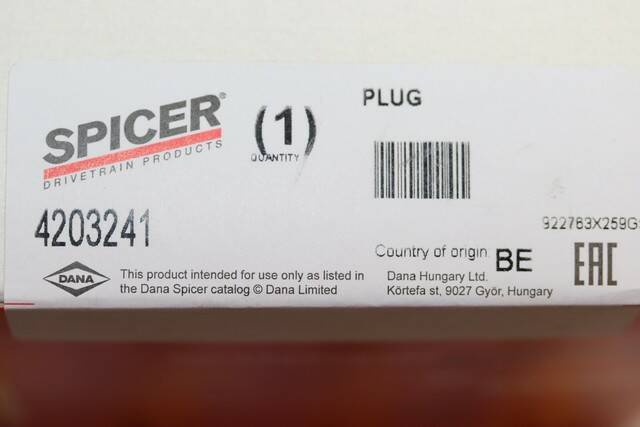 SPICER®
DRIVETRAIN PRODUCTS
(1)
QUANTITY
PLUG
4203241
922763X259G
Country of origin BE
EAC
DANA
This product intended for use only as listed in
the Dana Spicer catalog © Dana Limited
Dana Hungary Ltd.
Körtefa st, 9027 Győr, Hungary